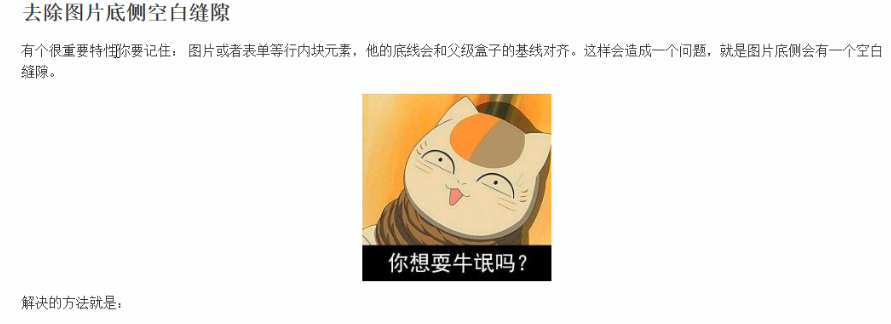 去除图片底侧空白缝隙
有个很重要特性你要记住： 图片或者表单等行内块元素，他的底线会和父级盒子的基线对齐。这样会造成一个问题，就是图片底侧会有一个空白
缝隙。
你想耍牛氓吗？
解决的方法就是：